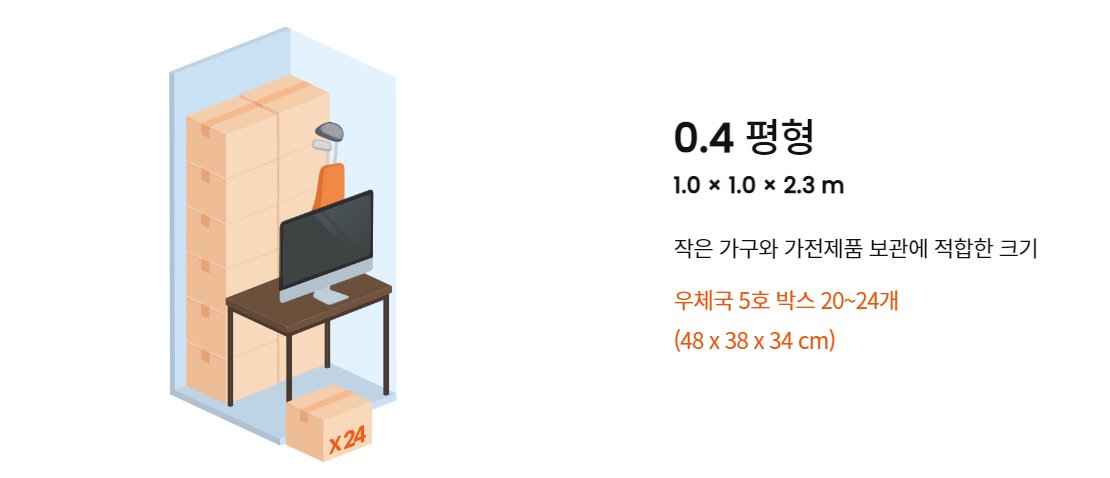 0.4 평형
1.0 × 1.0 × 2.3 m
작은 가구와 가전제품 보관에 적합한 크기
우체국 5호 박스 20~24개
(48 x 38 x 34 cm)
x24